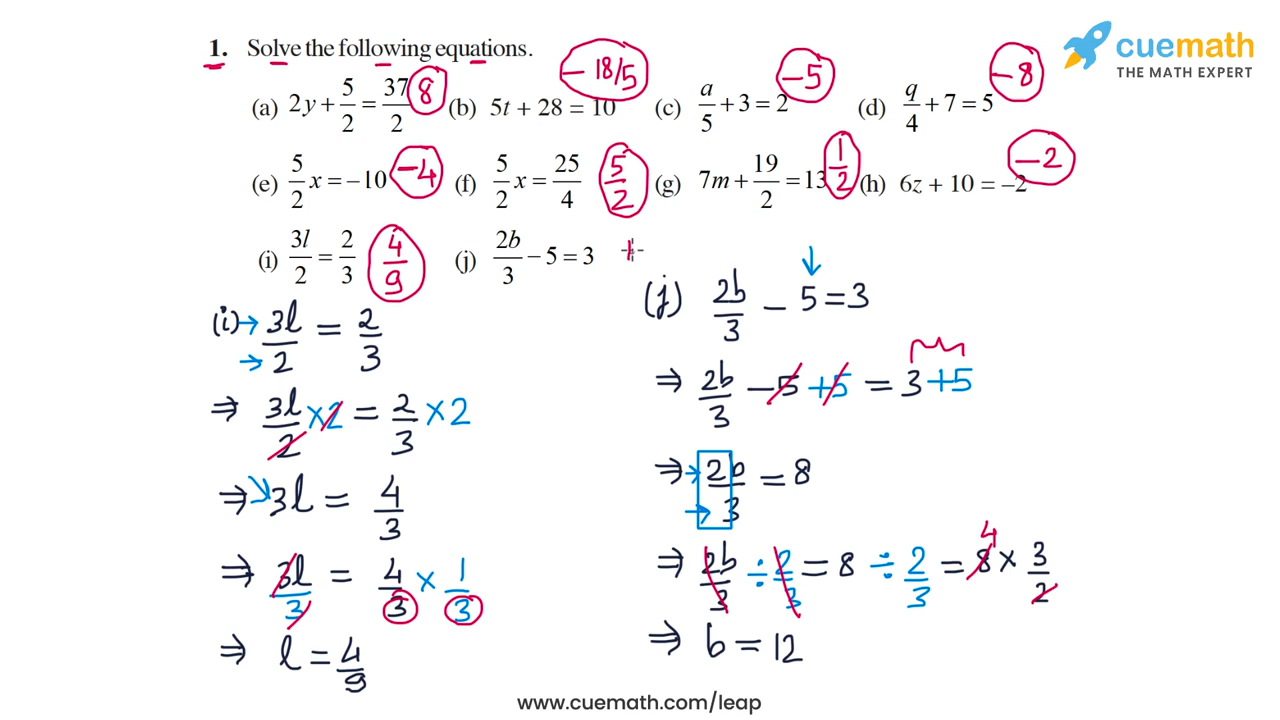 cuemath
THE MATH EXPERT
1. Solve the following equations.
(a) 2y + 5/2 = 37/2 8 (b) 5t + 28 = 10 -18/5 (c) a/5 + 3 = 2 -5 (d) q/4 + 7 = 5 -8
(e) 5/2 x = -10 -4 (f) 5/2 x = 25/4 5/2 (g) 7m + 19/2 = 13 1/2 (h) 6z + 10 = -2 -2
(i) 3l/2 = 2/3 4/9 (j) 2b/3 - 5 = 3
(i) → 3l/→ 2 = 2/3
⇒ 3l/2 × 2 = 2/3 × 2
⇒ 3l = 4/3
⇒ 3l/3 = 4/3 × 1/3
⇒ l = 4/9
(j) 2b/3 - 5 = 3
⇒ 2b/3 - 5 + 5 = 3 + 5
⇒ 2b/3 = 8
⇒ 2b/3 ÷ 2/3 = 8 ÷ 2/3 = 8 4 × 3/2
⇒ b = 12
www.cuemath.com/leap